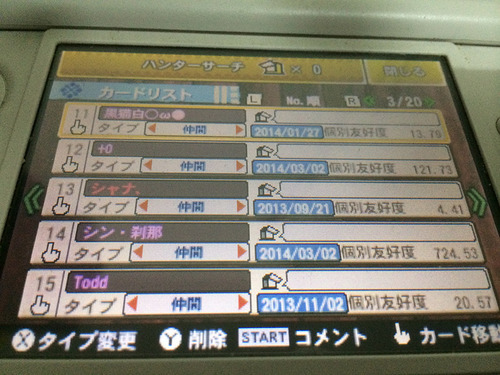 ハンターサーチ × 0 閉じる
カードリスト L No.順 R 3/20
11 黒猫白○ω●
タイプ 仲間 2014/01/27 個別友好度 13.79
12 +0
タイプ 仲間 2014/03/02 個別友好度 121.73
13 シャナ、
タイプ 仲間 2013/09/21 個別友好度 4.41
14 シン・刹那
タイプ 仲間 2014/03/02 個別友好度 724.53
15 Todd
タイプ 仲間 2013/11/02 個別友好度 20.57
X タイプ変更 Y 削除 START コメント カード移動